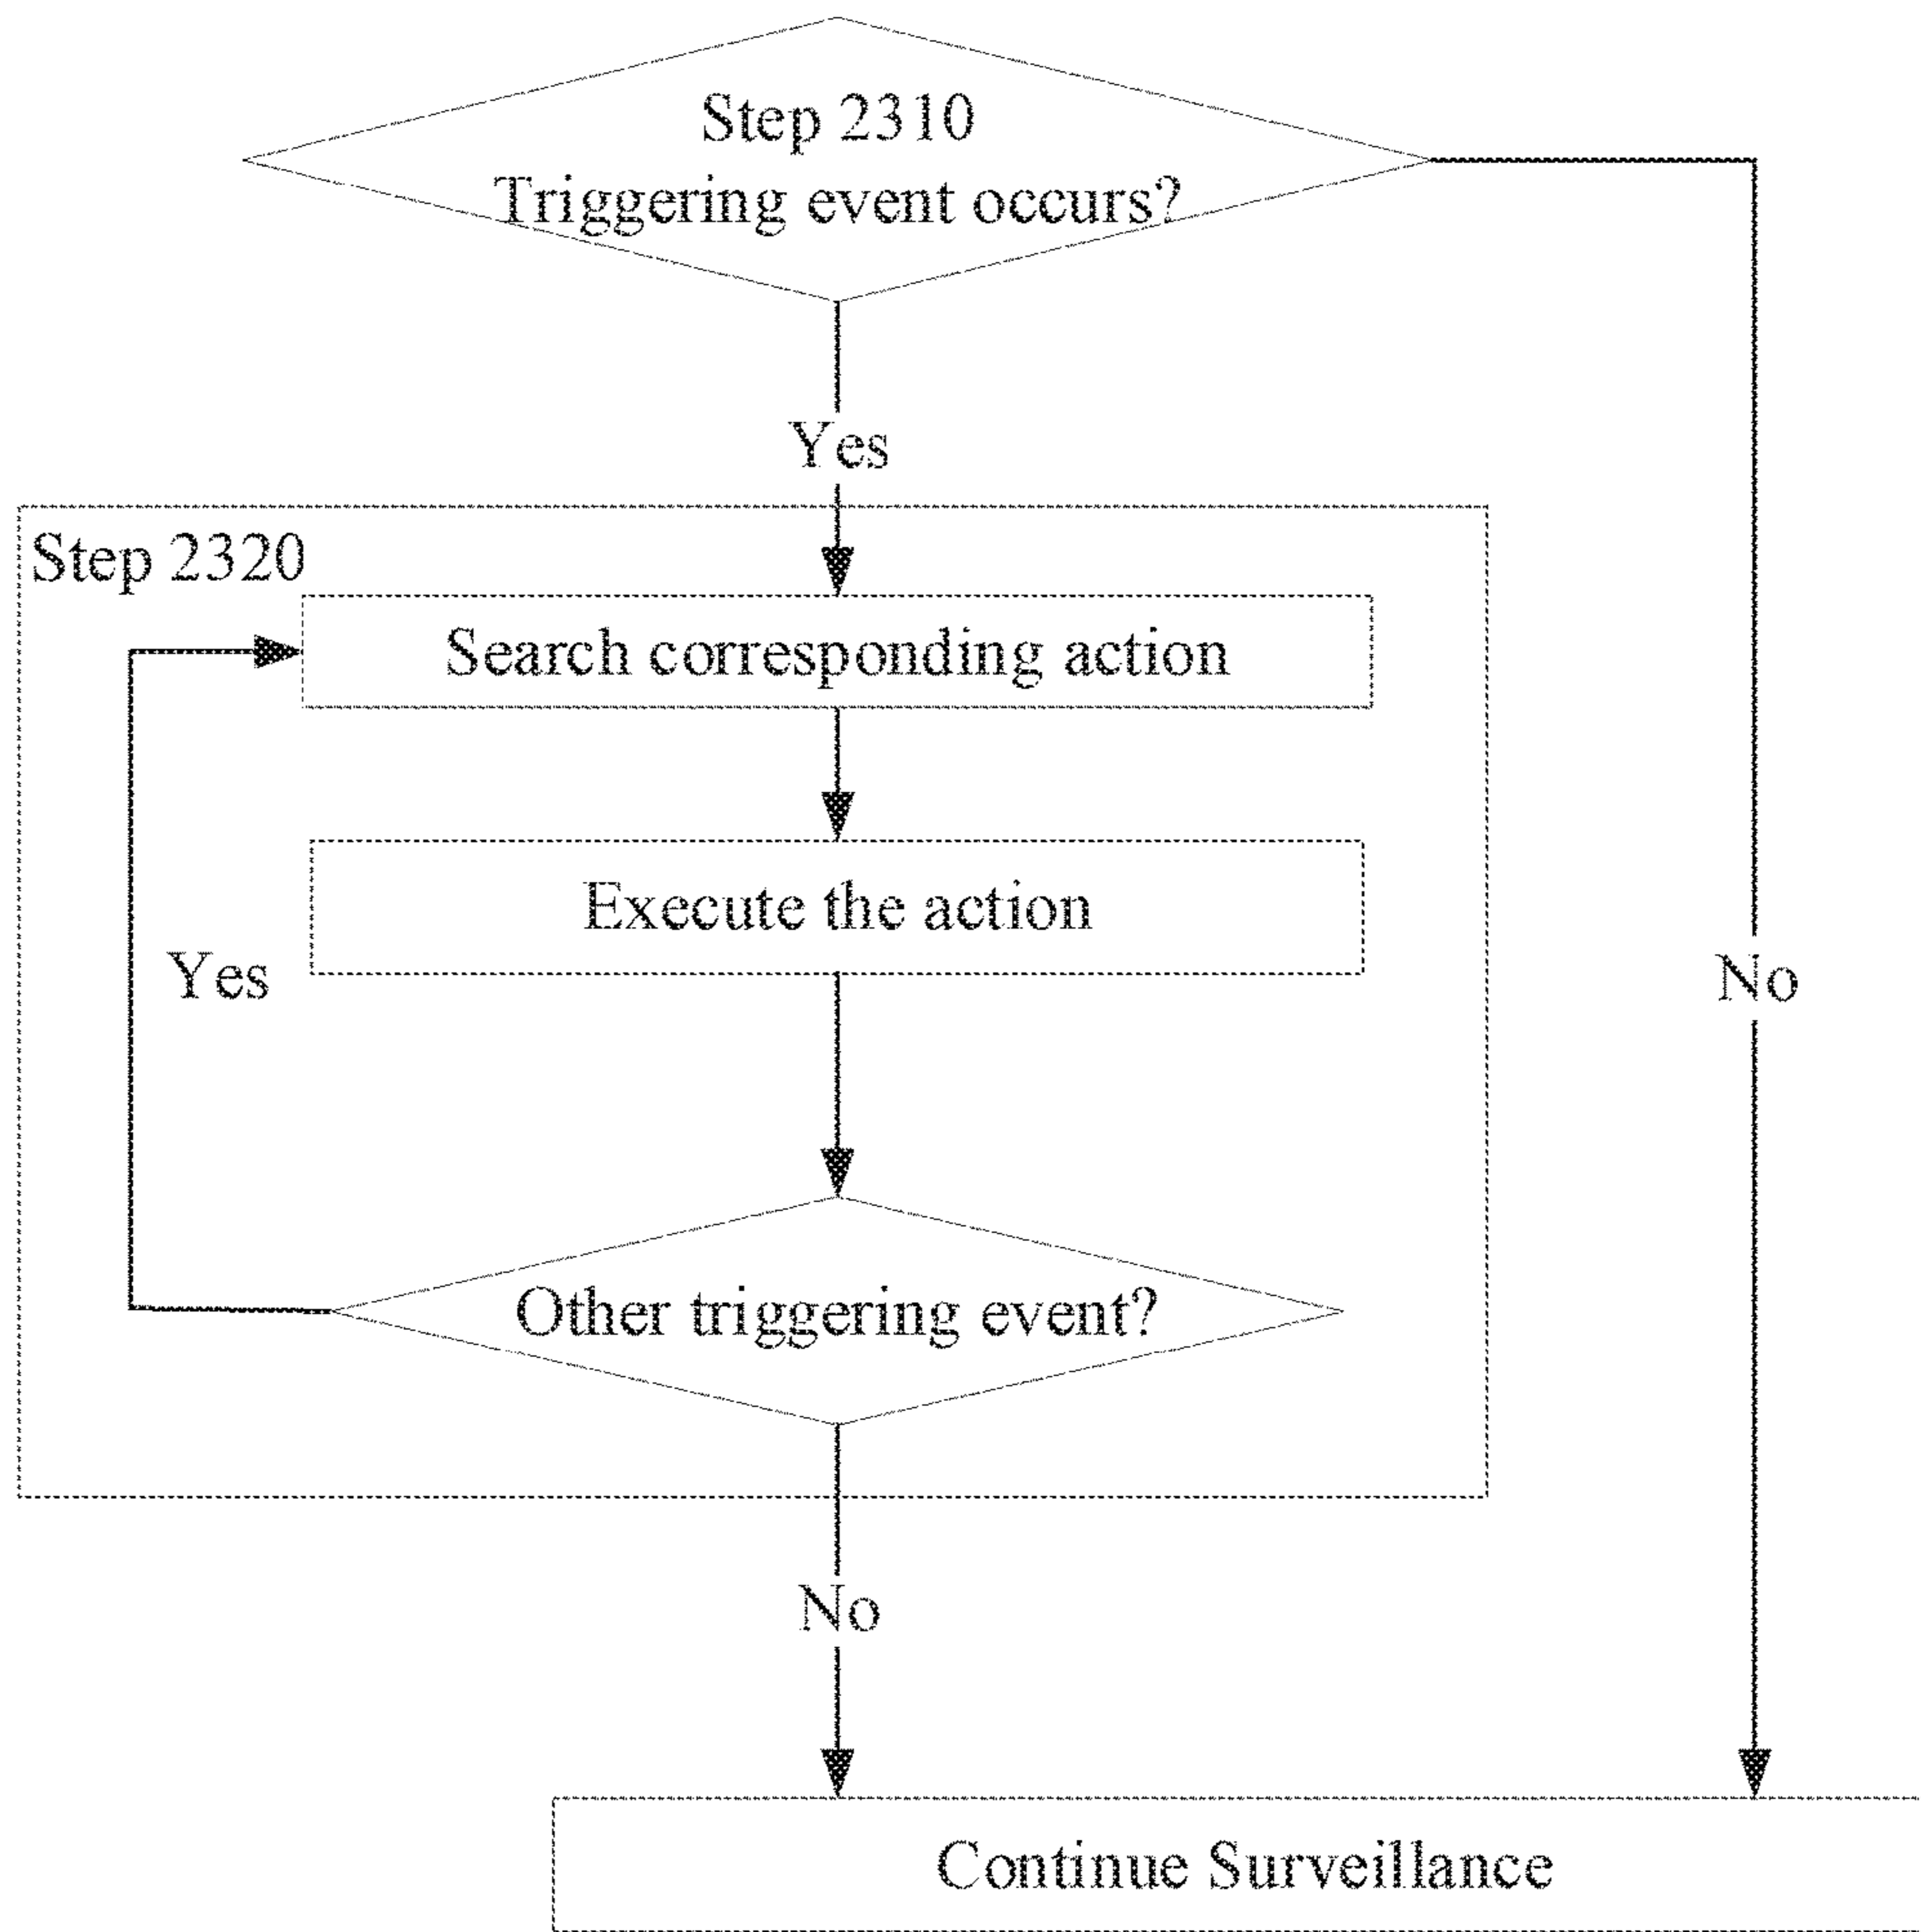 Step 2310
Triggering event occurs?
Yes
Step 2320
Search corresponding action
Execute the action
Yes
No
Other triggering event?
No
Continue Surveillance